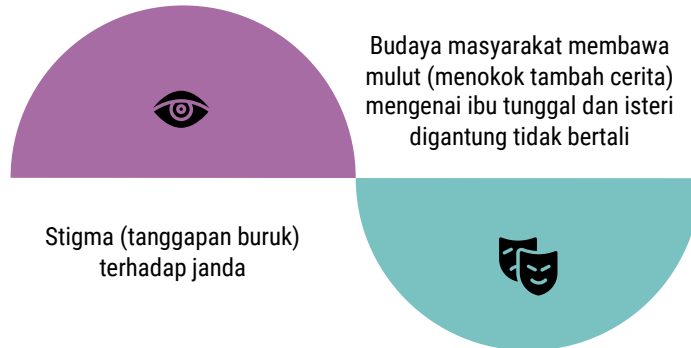 Budaya masyarakat membawa
mulut (menokok tambah cerita)
mengenai ibu tunggal dan isteri
digantung tidak bertali
Stigma (tanggapan buruk)
terhadap janda